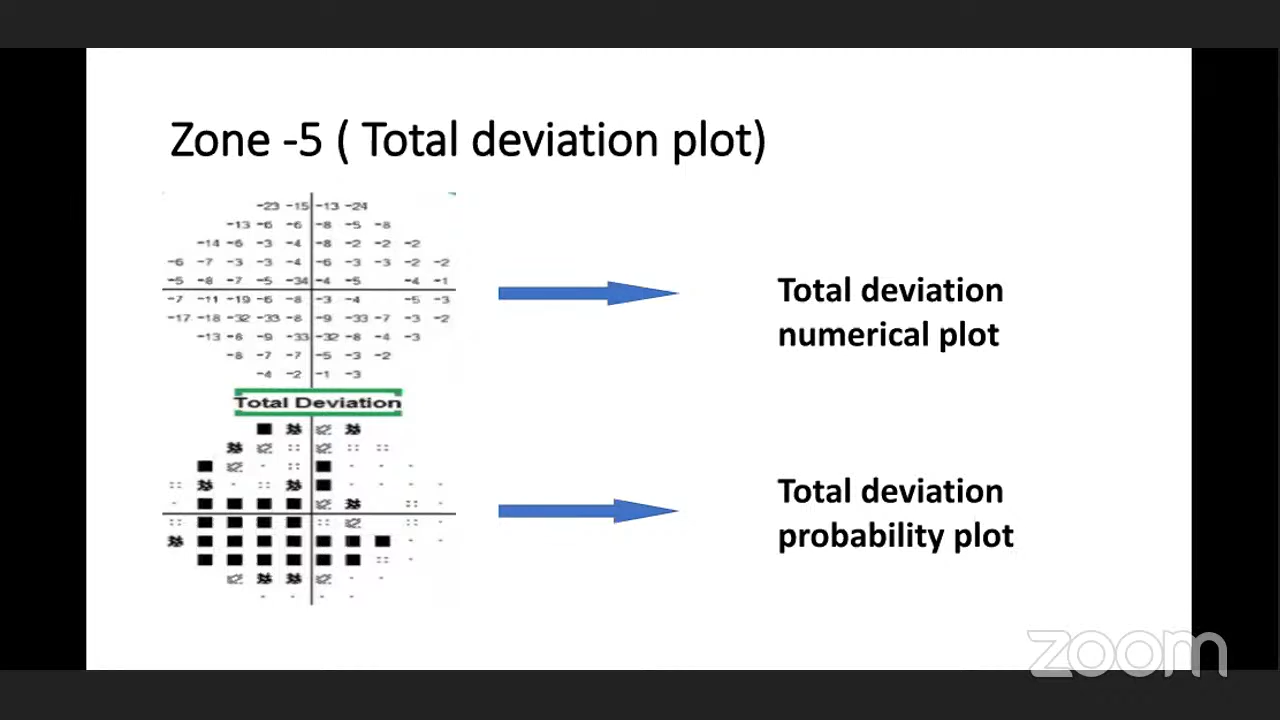 Zone -5 ( Total deviation plot)
-23 -15 -13 -24
-13 -6 -6 -8 -5 -8
-14 -6 -3 -4 -8 -2 -2 -2
-6 -7 -3 -3 -4 -6 -3 -3 -2 -2
-5 -8 -7 -5 -34 -4 -5 -4 -1
-7 -11 -19 -6 -8 -3 -4 -5 -3
-17 -18 -32 -33 -8 -9 -33 -7 -3 -2
-13 -9 -33 -32 -8 -4 -3
-8 -7 -7 -5 -3 -2
-4 -2 -1 -3
Total Deviation
Total deviation
numerical plot
Total deviation
probability plot
zoom